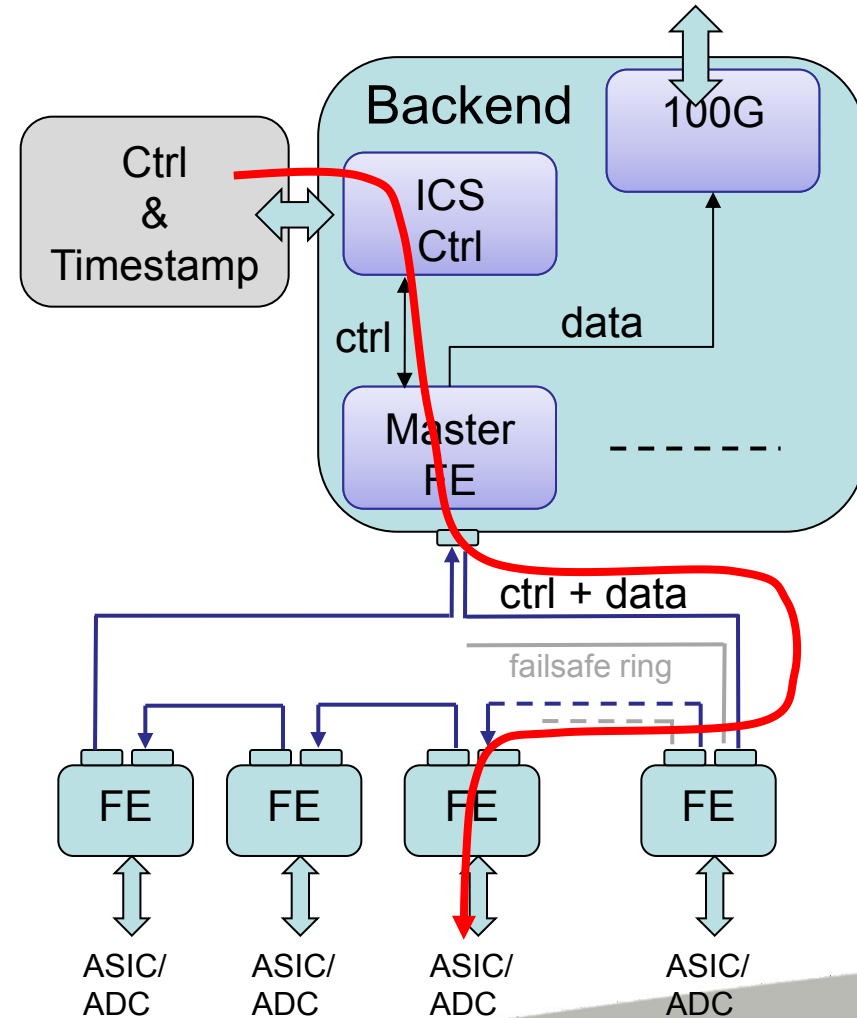 Backend
100G
Ctrl
&
Timestamp
ICS
Ctrl
ctrl
data
Master
FE
ctrl + data
failsafe ring
FE
FE
FE
FE
ASIC/
ADC
ASIC/
ADC
ASIC/
ADC
ASIC/
ADC